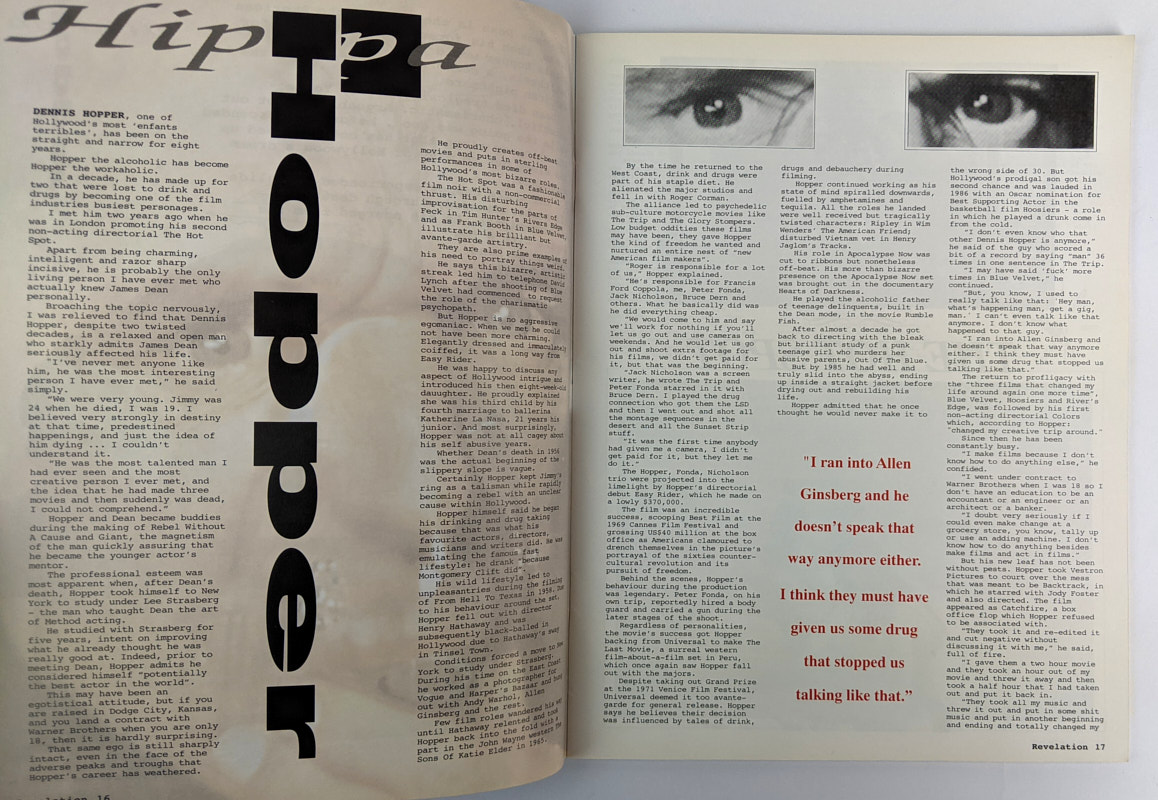 Hippa
Hopper
DENNIS HOPPER, one of
Hollywood's most 'enfants
terribles', has been on the
straight and narrow for eight
years.
Hopper the alcoholic has become
Hopper the workaholic.
In a decade, he has made up for
two that were lost to drink and
drugs by becoming one of the film
industries busiest personages.
I met him two years ago when he
was in London promoting his second
non-acting directorial The Hot
Spot.
Apart from being charming,
intelligent and razor sharp
incisive, he is probably the only
living person I have ever met who
actually knew James Dean
personally.
Broaching the topic nervously,
I was relieved to find that Dennis
Hopper, despite two twisted
decades, is a relaxed and open man
who starkly admits James Dean
seriously affected his life.
"I've never met anyone like
him, he was the most interesting
person I have ever met," he said
simply.
"We were very young. Jimmy was
24 when he died, I was 19. I
believed very strongly in destiny
at that time, predestined
happenings, and just the idea of
him dying ... I couldn't
understand it.
"He was the most talented man I
had ever seen and the most
creative person I ever met, and
the idea that he had made three
movies and then suddenly was dead,
I could not comprehend."
Hopper and Dean became buddies
during the making of Rebel Without
A Cause and Giant, the magnetism
of the man quickly assuring that
he became the younger actor's
mentor.
The professional esteem was
most apparent when, after Dean's
death, Hopper took himself to New
York to study under Lee Strasberg
- the man who taught Dean the art
of Method acting.
He studied with Strasberg for
five years, intent on improving
what he already thought he was
really good at. Indeed, prior to
meeting Dean, Hopper admits he
considered himself "potentially
the best actor in the world".
This may have been an
egotistical attitude, but if you
are raised in Dodge City, Kansas,
and you land a contract with
Warner Brothers when you are only
18, then it is hardly surprising.
That same ego is still sharply
intact, even in the face of the
adverse peaks and troughs that
Hopper's career has weathered.
He proudly creates off-beat
movies and puts in sterling
performances in some of
Hollywood's most bizarre roles.
The Hot Spot was a fashionable
film noir with a non-commercial
thrust. His disturbing
improvisation for the parts of
Feck in Tim Hunter's Rivers Edge
and as Frank Booth in Blue Velvet,
illustrate his brilliant but
avante-garde artistry.
They are also prime examples of
his need to portray things weird.
He says this bizarre, artistic
streak led him to telephone David
Lynch after the shooting of Blue
Velvet had commenced to request
the role of the charismatic
psychopath.
But Hopper is no aggressive
egomaniac. When we met he could
not have been more charming.
Elegantly dressed and immaculately
coiffed, it was a long way from
Easy Rider.
He was happy to discuss any
aspect of Hollywood intrigue and
introduced his then eight-week-old
dauughter. He proudly explained
she was his third child by his
fourth marriage to ballerina
Katherine La Nasa, 21 years his
junior. And most surprisingly,
Hopper was not at all cagey about
his self abusive years.
Whether Dean's death in 1956
was the actual beginning of the
slippery slope is vague.
Certainly Hopper kept Jimmy's
ring as a talisman while rapidly
becoming a rebel with an unclear
cause within Hollywood.
Hopper himself said he began
his drinking and drug taking
because that was what his
favourite actors, directors,
musicians and writers did. He was
emulating the famous fast
lifestyle: he drank "because
Montgomery Clift did".
His wild lifestyle led to
unpleasantries during the filming
of From Hell To Texas in 1958. Due
to his behaviour around the set,
Hopper fell out with director
Henry Hathaway and was
subsequently black-balled in
Hollywood due to Hathaway's sway
in Tinsel Town.
Conditions forced a move to New
York to study under Strasberg.
During his time on the East Coast
he worked as a photographer for
Vogue and Harper's Bazaar and hung
out with Andy Warhol, Allen
Ginsberg and the rest.
Few film roles wandered his way
until Hathaway relented and took
Hopper back into the fold with a
part in the John Wayne western The
Sons Of Katie Elder in 1965.
lation 16
By the time he returned to the
West Coast, drink and drugs were
part of his staple diet. He
alienated the major studios and
fell in with Roger Corman.
The alliance led to psychedelic
sub-culture motorcycle movies like
The Trip and The Glory Stompers.
Low budget oddities these films
may have been, they gave Hopper
the kind of freedom he wanted and
nurtured an entire nest of "new
American film makers".
"Roger is responsible for a lot
of us," Hopper explained.
"He's responsible for Francis
Ford Coppola, me, Peter Fonda,
Jack Nicholson, Bruce Dern and
others. What he basically did was
he did everything cheap.
"We would come to him and say
we'll work for nothing if you'll
let us go out and use cameras on
weekends. And he would let us go
out and shoot extra footage for
his films, we didn't get paid for
it, but that was the beginning.
"Jack Nicholson was a screen
writer, he wrote The Trip and
Peter Fonda starred in it with
Bruce Dern. I played the drug
connection who got them the LSD
and then I went out and shot all
the montage sequences in the
desert and all the Sunset Strip
stuff.
"It was the first time anybody
had given me a camera, I didn't
get paid for it, but they let me
do it."
The Hopper, Fonda, Nicholson
trio were projected into the
limelight by Hopper's directorial
debut Easy Rider, which he made on
a lowly $370,000.
The film was an incredible
success, scooping Best Film at the
1969 Cannes Film Festival and
grossing US$40 million at the box
office as Americans clamoured to
drench themselves in the picture's
portrayal of the sixties counter-
cultural revolution and its
pursuit of freedom.
Behind the scenes, Hopper's
behaviour during the production
was legendary. Peter Fonda, on his
own trip, reportedly hired a body
guard and carried a gun during the
later stages of the shoot.
Regardless of personalities,
the movie's success got Hopper
backing from Universal to make The
Last Movie, a surreal western
film-about-a-film set in Peru,
which once again saw Hopper fall
out with the majors.
Despite taking out Grand Prize
at the 1971 Venice Film Festival,
Universal deemed it too avante-
garde for general release. Hopper
says he believes their decision
was influenced by tales of drink,
drugs and debauchery during
filming.
Hopper continued working as his
state of mind spiralled downwards,
fuelled by amphetamines and
tequila. All the roles he landed
were well received but tragically
twisted characters: Ripley in Wim
Wenders' The American Friend;
disturbed Vietnam vet in Henry
Jaglom's Tracks.
His role in Apocalypse Now was
cut to ribbons but nonetheless
off-beat. His more than bizarre
presence on the Apocalypse Now set
was brought out in the documentary
Hearts of Darkness.
He played the alcoholic father
of teenage delinquents, built in
the Dean mode, in the movie Rumble
Fish.
After almost a decade he got
back to directing with the bleak
but brilliant study of a punk
teenage girl who murders her
abusive parents, Out Of The Blue.
But by 1985 he had well and
truly slid into the abyss, ending
up inside a straight jacket before
drying out and rebuilding his
life.
Hopper admitted that he once
thought he would never make it to
"I ran into Allen
Ginsberg and he
doesn't speak that
way anymore either.
I think they must have
given us some drug
that stopped us
talking like that."
the wrong side of 30. But
Hollywood's prodigal son got his
second chance and was lauded in
1986 with an Oscar nomination for
Best Supporting Actor in the
basketball film Hoosiers - a role
in which he played a drunk come in
from the cold.
"I don't even know who that
other Dennis Hopper is anymore,"
he said of the guy who scored a
bit of a record by saying "man" 36
times in one sentence in The Trip.
"I may have said 'fuck' more
times in Blue Velvet," he
continued.
"But, you know, I used to
really talk like that: 'Hey man,
what's happening man, get a gig,
man.' I can't even talk like that
anymore. I don't know what
happened to that guy.
"I ran into Allen Ginsberg and
he doesn't speak that way anymore
either. I think they must have
given us some drug that stopped us
talking like that."
The return to profligacy with
the "three films that changed my
life around again one more time",
Blue Velvet, Hoosiers and River's
Edge, was followed by his first
non-acting directorial Colors
which, according to Hopper:
"changed my creative trip around."
Since then he has been
constantly busy.
"I make films because I don't
know how to do anything else," he
confided.
I went under contract to
Warner Brothers when I was 18 so I
don't have an education to be an
accountant or an engineer or an
architect or a banker.
"I doubt very seriously if I
could even make change at a
grocery store, you know, tally up
or use an adding machine. I don't
know how to do anything besides
make films and act in films."
But his new leaf has not been
without pests. Hopper took Vestron
Pictures to court over the mess
that was meant to be Backtrack, in
which he starred with Jody Foster
and also directed. The film
appeared as Catchfire, a box
office flop which Hopper refused
to be associated with.
"They took it and re-edited it
and cut negative without
discussing it with me," he said,
full of fire.
"I gave them a two hour movie
and they took an hour out of my
movie and threw it away and then
took a half hour that I had taken
out and put it back in.
"They took all my music and
threw it out and put in some shit
music and put in another beginning
and ending and totally changed my
Revelation 17